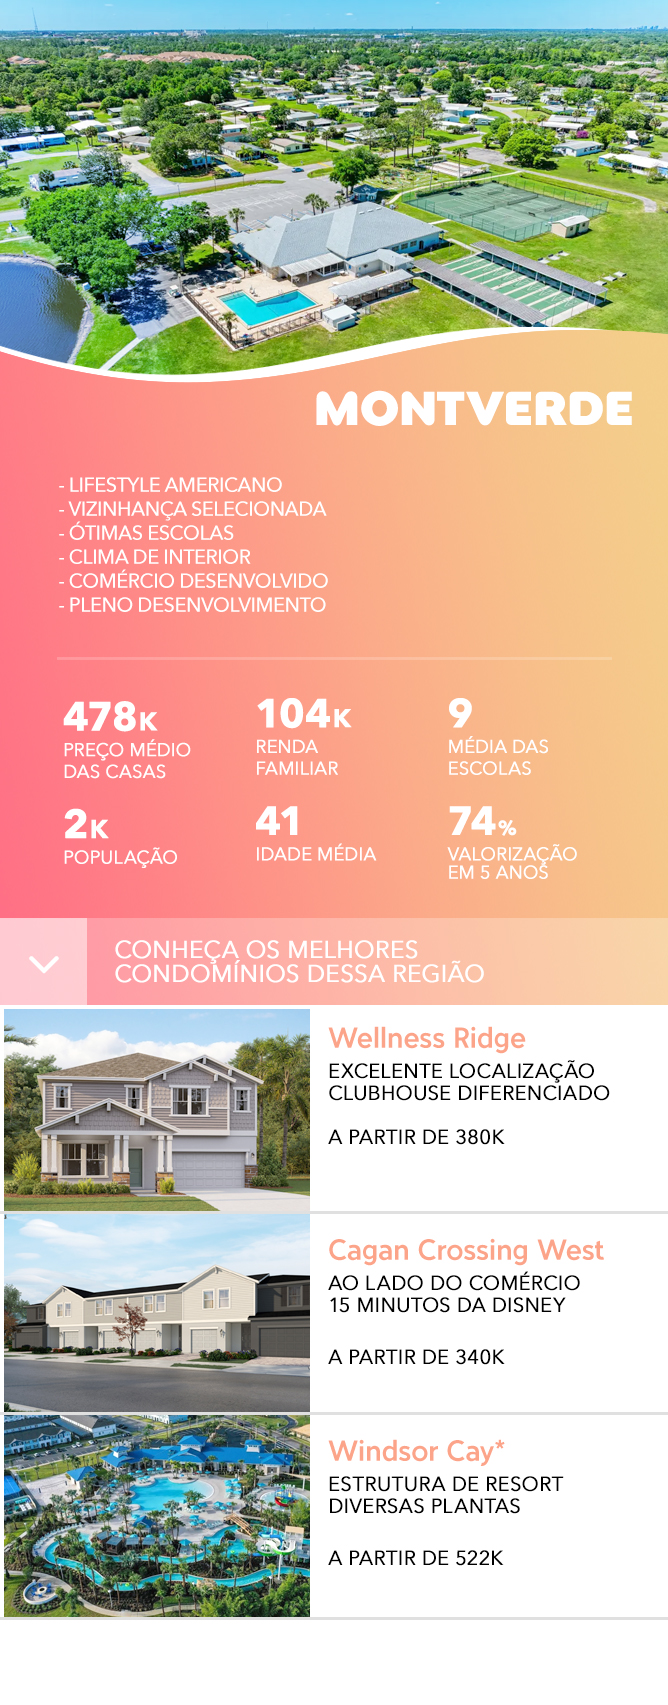 MONTVERDE
- LIFESTYLE AMERICANO
- VIZINHANÇA SELECIONADA
- ÓTIMAS ESCOLAS
- CLIMA DE INTERIOR
- COMÉRCIO DESENVOLVIDO
- PLENO DESENVOLVIMENTO
478K
PREÇO MÉDIO
DAS CASAS
104K
RENDA
FAMILIAR
9
MÉDIA DAS
ESCOLAS
2K
POPULAÇÃO
41
IDADE MÉDIA
74%
VALORIZAÇÃO
EM 5 ANOS
CONHEÇA OS MELHORES
CONDOMÍNIOS DESSA REGIÃO
Wellness Ridge
EXCELENTE LOCALIZAÇÃO
CLUBHOUSE DIFERENCIADO
A PARTIR DE 380K
Cagan Crossing West
AO LADO DO COMÉRCIO
15 MINUTOS DA DISNEY
A PARTIR DE 340K
Windsor Cay*
ESTRUTURA DE RESORT
DIVERSAS PLANTAS
A PARTIR DE 522K